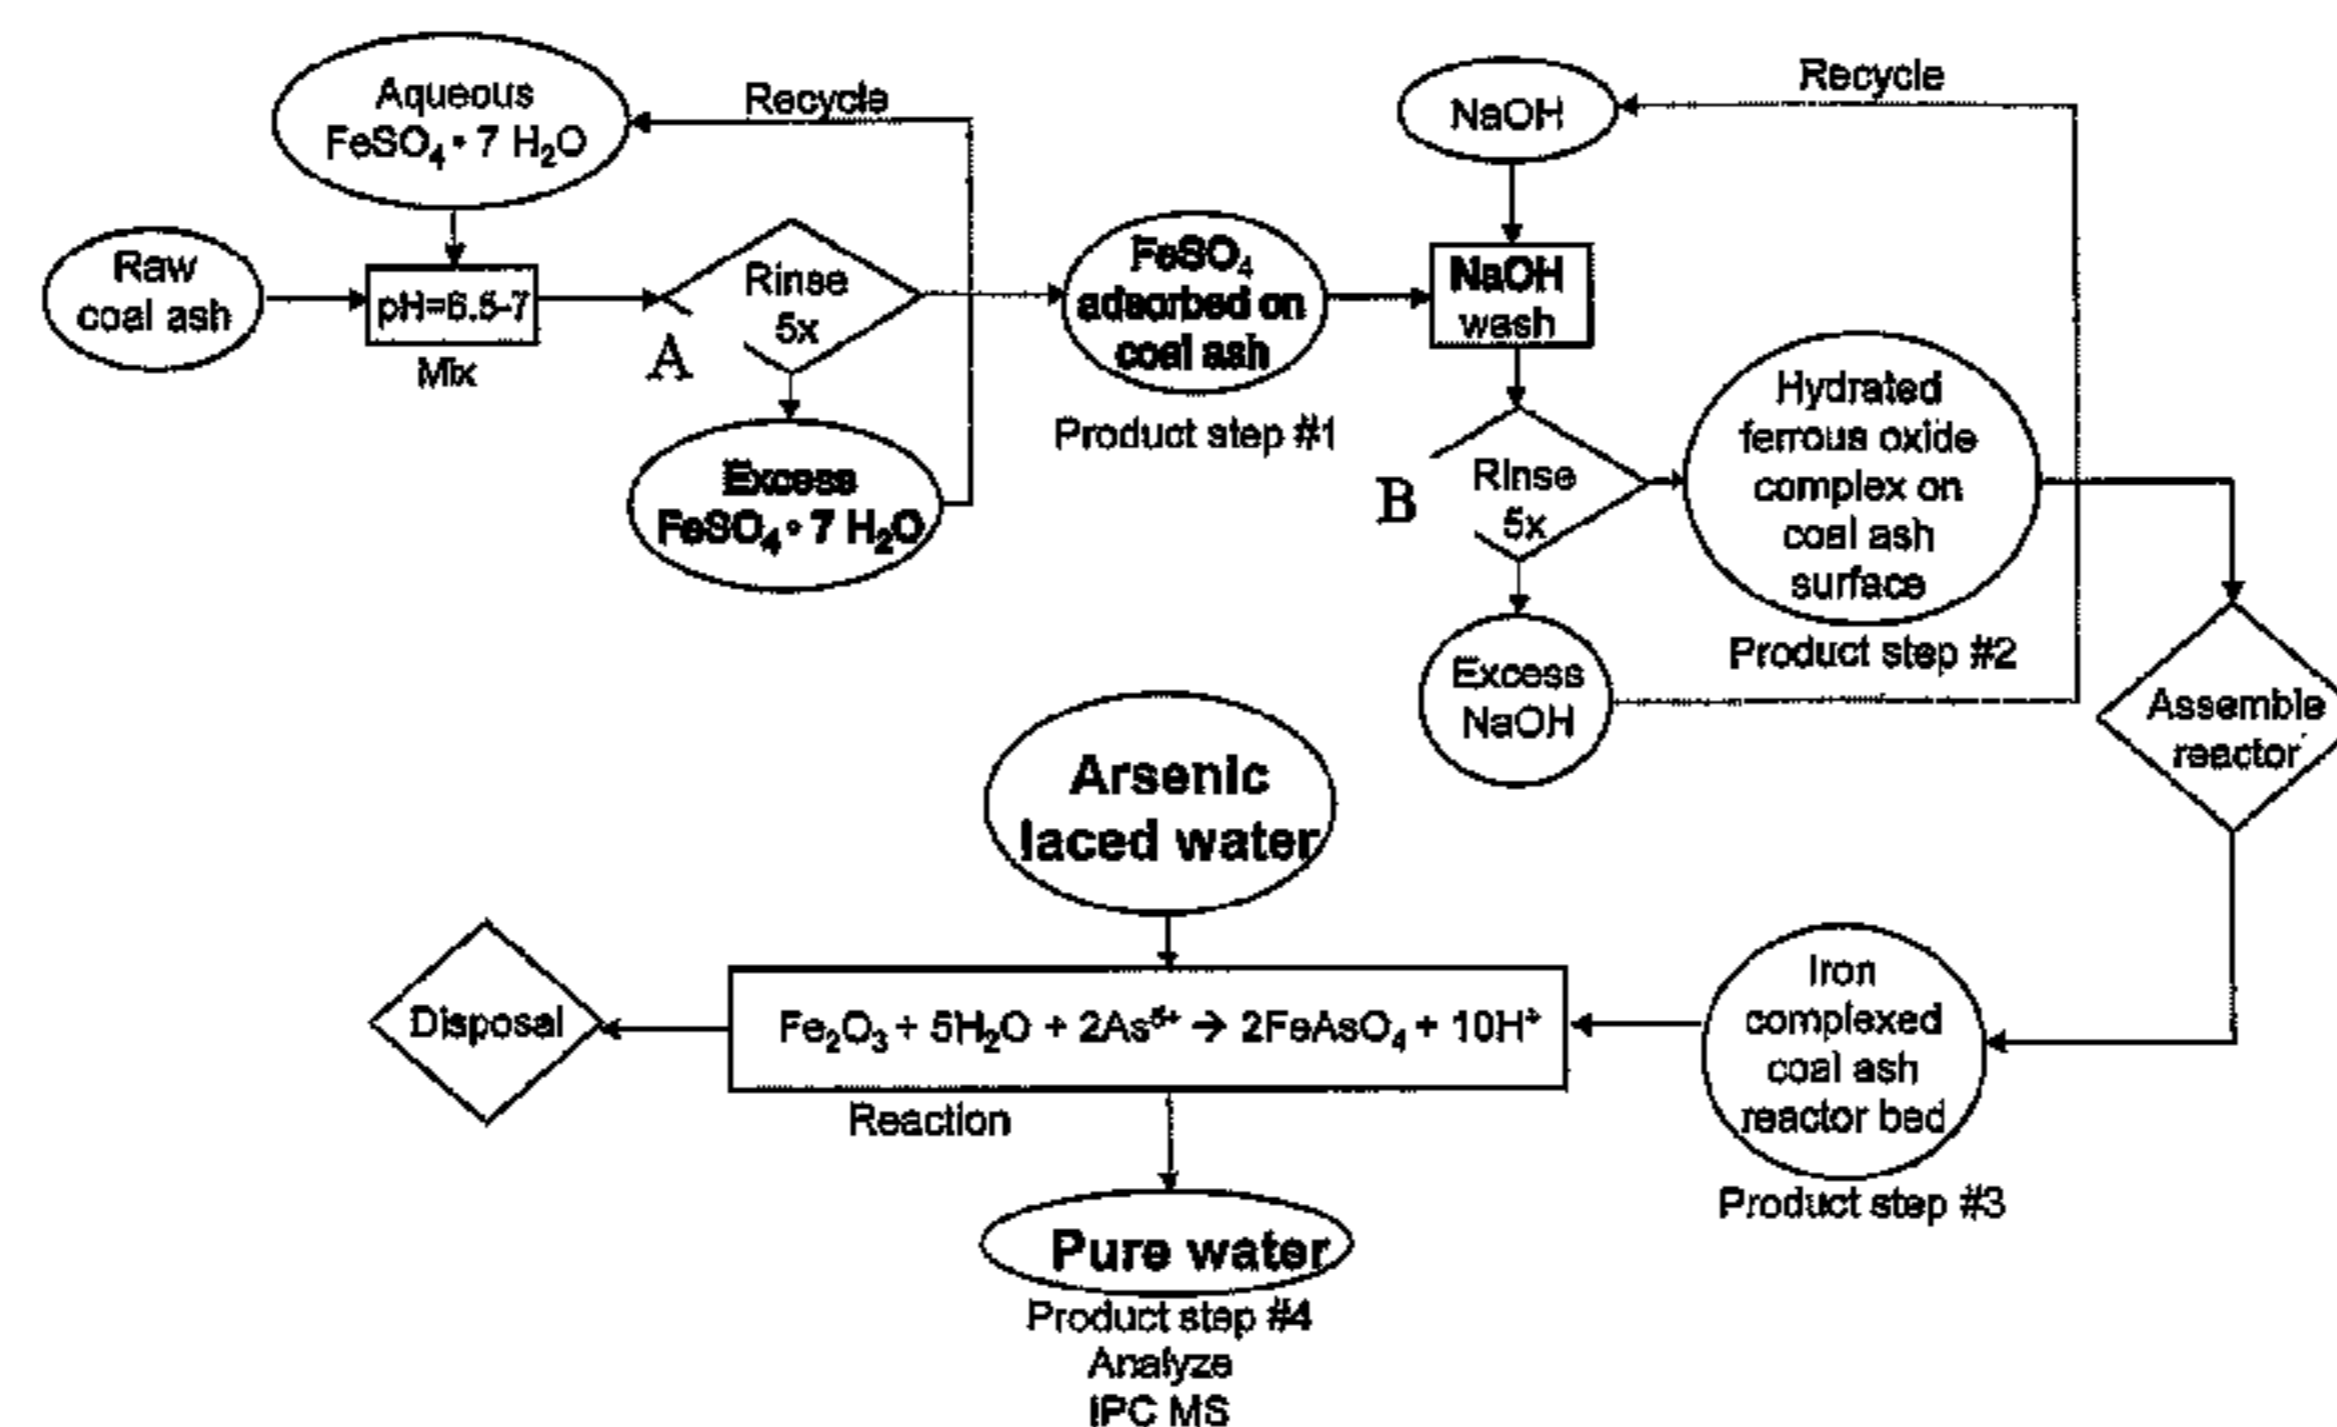 Aqueous
FeSO₄ • 7 H₂O
Recycle
Raw
coal ash
pH=6.5-7
Mix
A
Rinse
5x
Excess
FeSO₄ • 7 H₂O
FeSO₄
adsorbed on
coal ash
Product step #1
NaOH
Recycle
NaOH
wash
B
Rinse
5x
Excess
NaOH
Hydrated
ferrous oxide
complex on
coal ash
surface
Product step #2
Assemble
reactor
Iron
complexed
coal ash
reactor bed
Product step #3
Arsenic
laced water
Fe₂O₃ + 5H₂O + 2As⁵⁺ → 2FeAsO₄ + 10H⁺
Reaction
Disposal
Pure water
Product step #4
Analyze
IPC MS